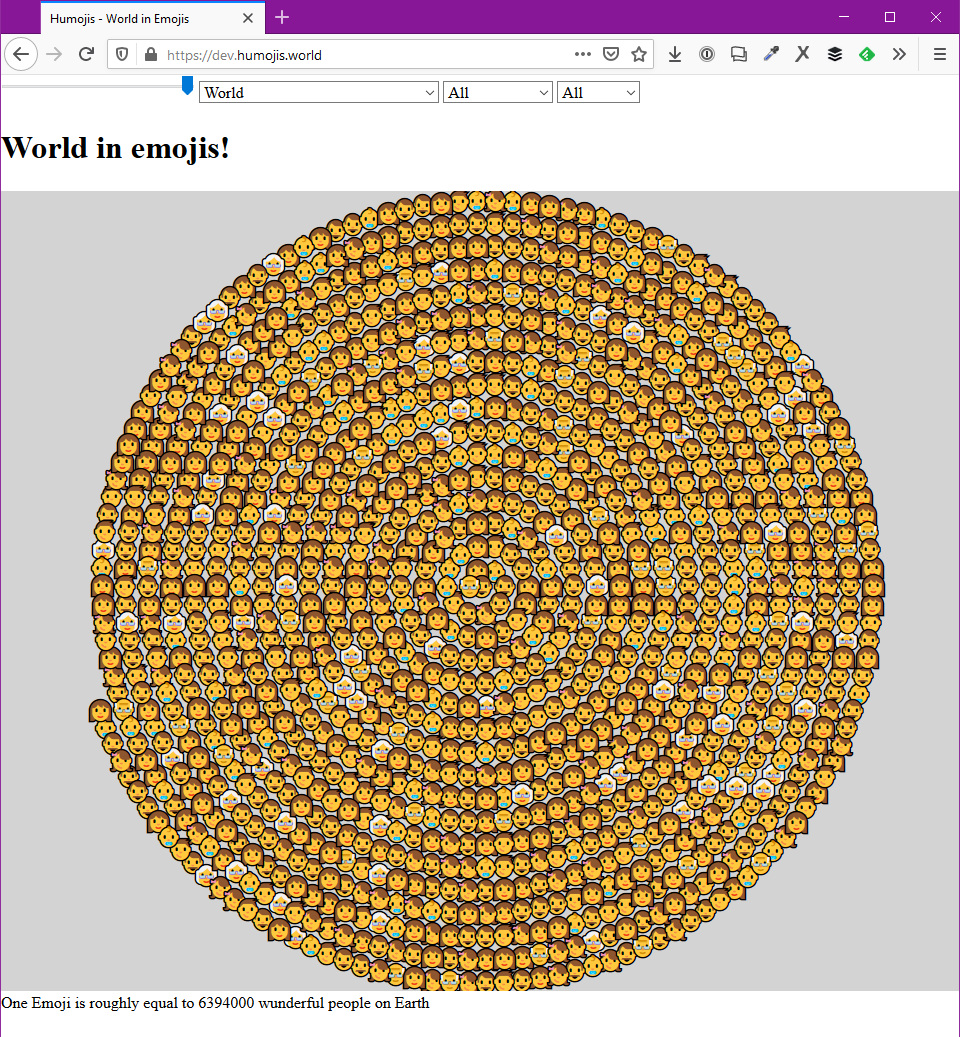 Humojis - World in Emojis
https://dev.humojis.world
World All All
World in emojis!
One Emoji is roughly equal to 6394000 wunderful people on Earth